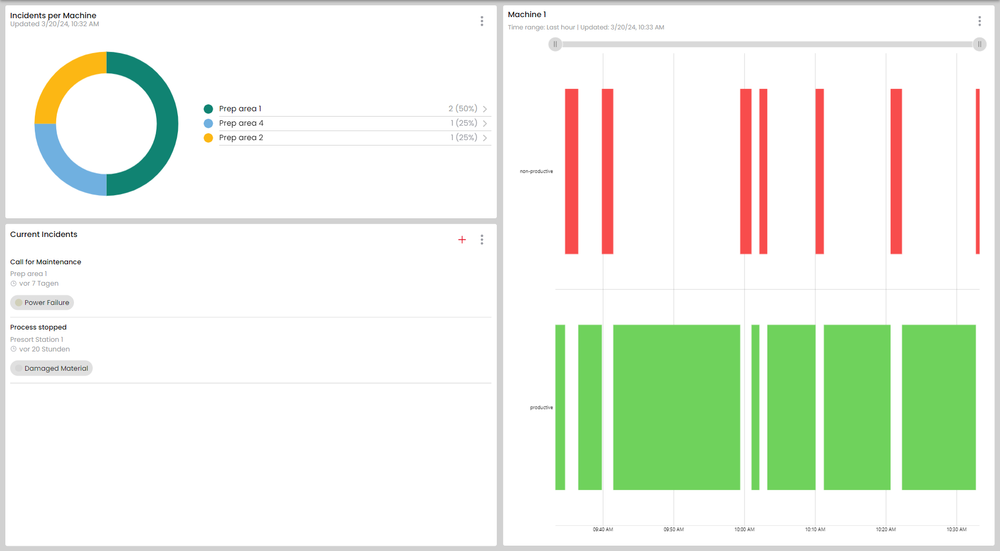 Incidents per Machine
Updated 3/20/24, 10:32 AM
Prep area 1 2 (50%)
Prep area 4 1 (25%)
Prep area 2 1 (25%)
Current Incidents
Call for Maintenance
Prep area 1
vor 7 Tagen
Power Failure
Process stopped
Presort Station 1
vor 20 Stunden
Damaged Material
Machine 1
Time range: Last hour | Updated: 3/20/24, 10:33 AM
non-productive
productive
09:40 AM 09:50 AM 10:00 AM 10:10 AM 10:20 AM 10:30 AM